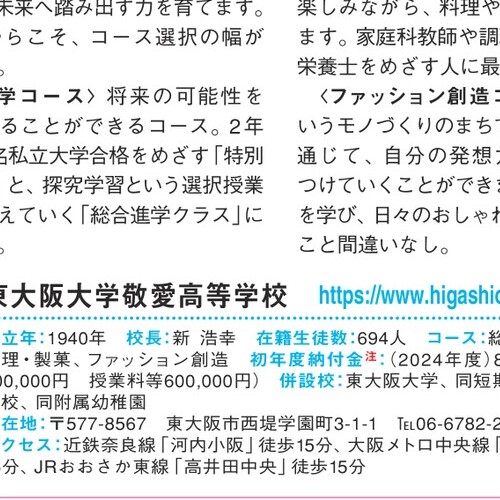 未来へ踏み出す力を育てます。
らこそ、コース選択の幅が
。
学コース〉将来の可能性を
ることができるコース。2年
名私立大学合格をめざす「特別
」と、探究学習という選択授業
えていく「総合進学クラス」に
。
楽しみながら、料理や
ます。家庭科教師や調
栄養士をめざす人に最
〈ファッション創造コ
いうモノづくりのまち
通じて、自分の発想
つけていくことができ
を学び、日々のおしゃれ
こと間違いなし。
東大阪大学敬愛高等学校 https://www.higashio
立年：1940年 校長：新 浩幸 在籍生徒数：694人 コース：総
理・製菓、ファッション創造 初年度納付金注：（2024年度）8
00,000円 授業料等600,000円） 併設校：東大阪大学、同短期
校、同附属幼稚園
在地：〒577-8567 東大阪市西堤学園町3-1-1 ℡06-6782-2
クセス：近鉄奈良線「河内小阪」徒歩15分、大阪メトロ中央線「
5分、JRおおさか東線「高井田中央」徒歩15分